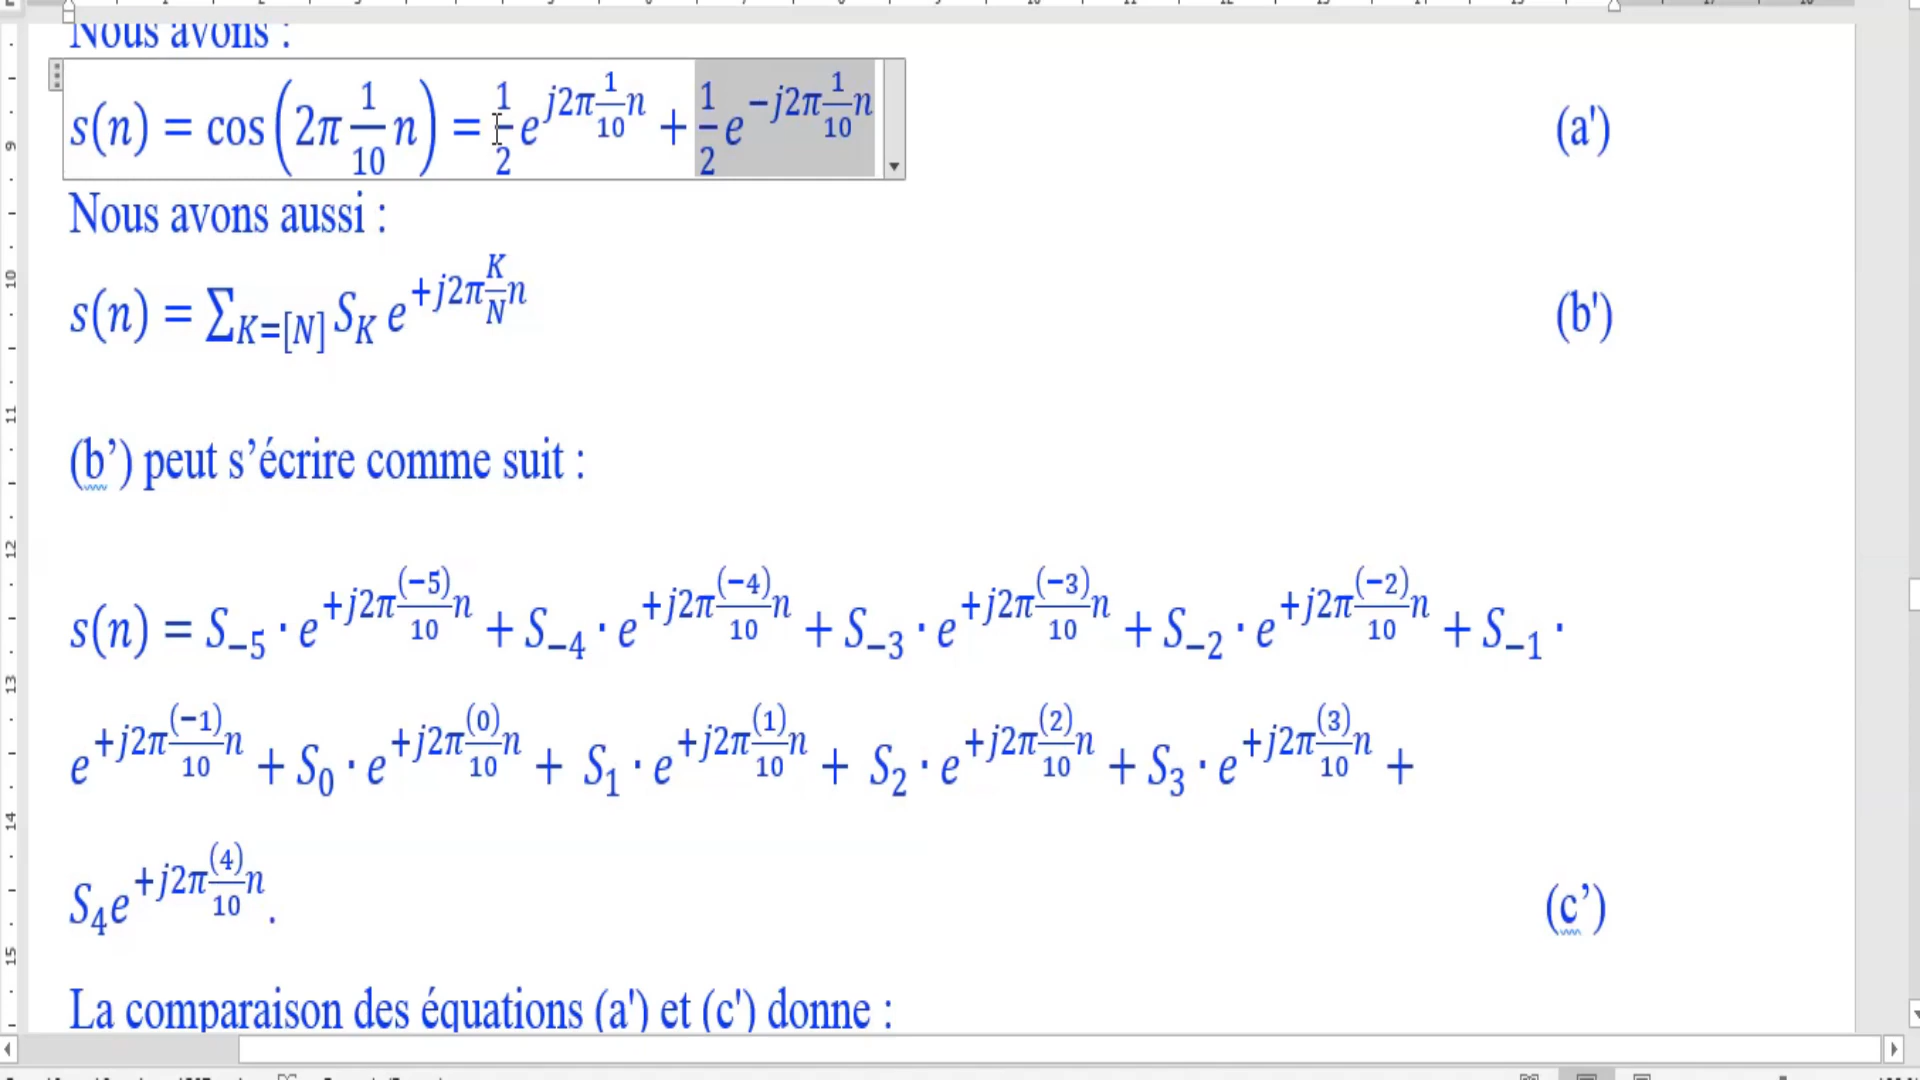 Nous avons :
s(n) = cos(2π 1/10 n) = 1/2 e^{j2π 1/10 n} + 1/2 e^{−j2π 1/10 n} (a')
Nous avons aussi :
s(n) = ∑_{K=[N]} S_K e^{+j2π K/N n} (b')
(b’) peut s’écrire comme suit :
s(n) = S_{−5} · e^{+j2π (−5)/10 n} + S_{−4} · e^{+j2π (−4)/10 n} + S_{−3} · e^{+j2π (−3)/10 n} + S_{−2} · e^{+j2π (−2)/10 n} + S_{−1} ·
e^{+j2π (−1)/10 n} + S_0 · e^{+j2π (0)/10 n} + S_1 · e^{+j2π (1)/10 n} + S_2 · e^{+j2π (2)/10 n} + S_3 · e^{+j2π (3)/10 n} +
S_4 e^{+j2π (4)/10 n}. (c’)
La comparaison des équations (a') et (c') donne :